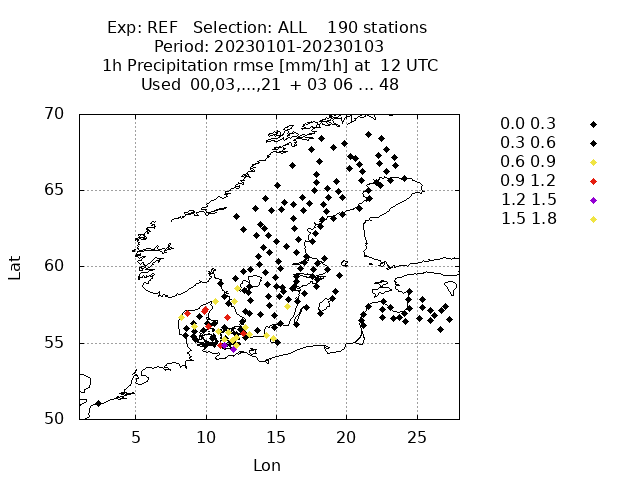 Exp: REF Selection: ALL 190 stations
Period: 20230101-20230103
1h Precipitation rmse [mm/1h] at 12 UTC
Used 00,03,...,21 + 03 06 ... 48
70
65
60
55
50
Lat
5 10 15 20 25
Lon
0.0 0.3
0.3 0.6
0.6 0.9
0.9 1.2
1.2 1.5
1.5 1.8